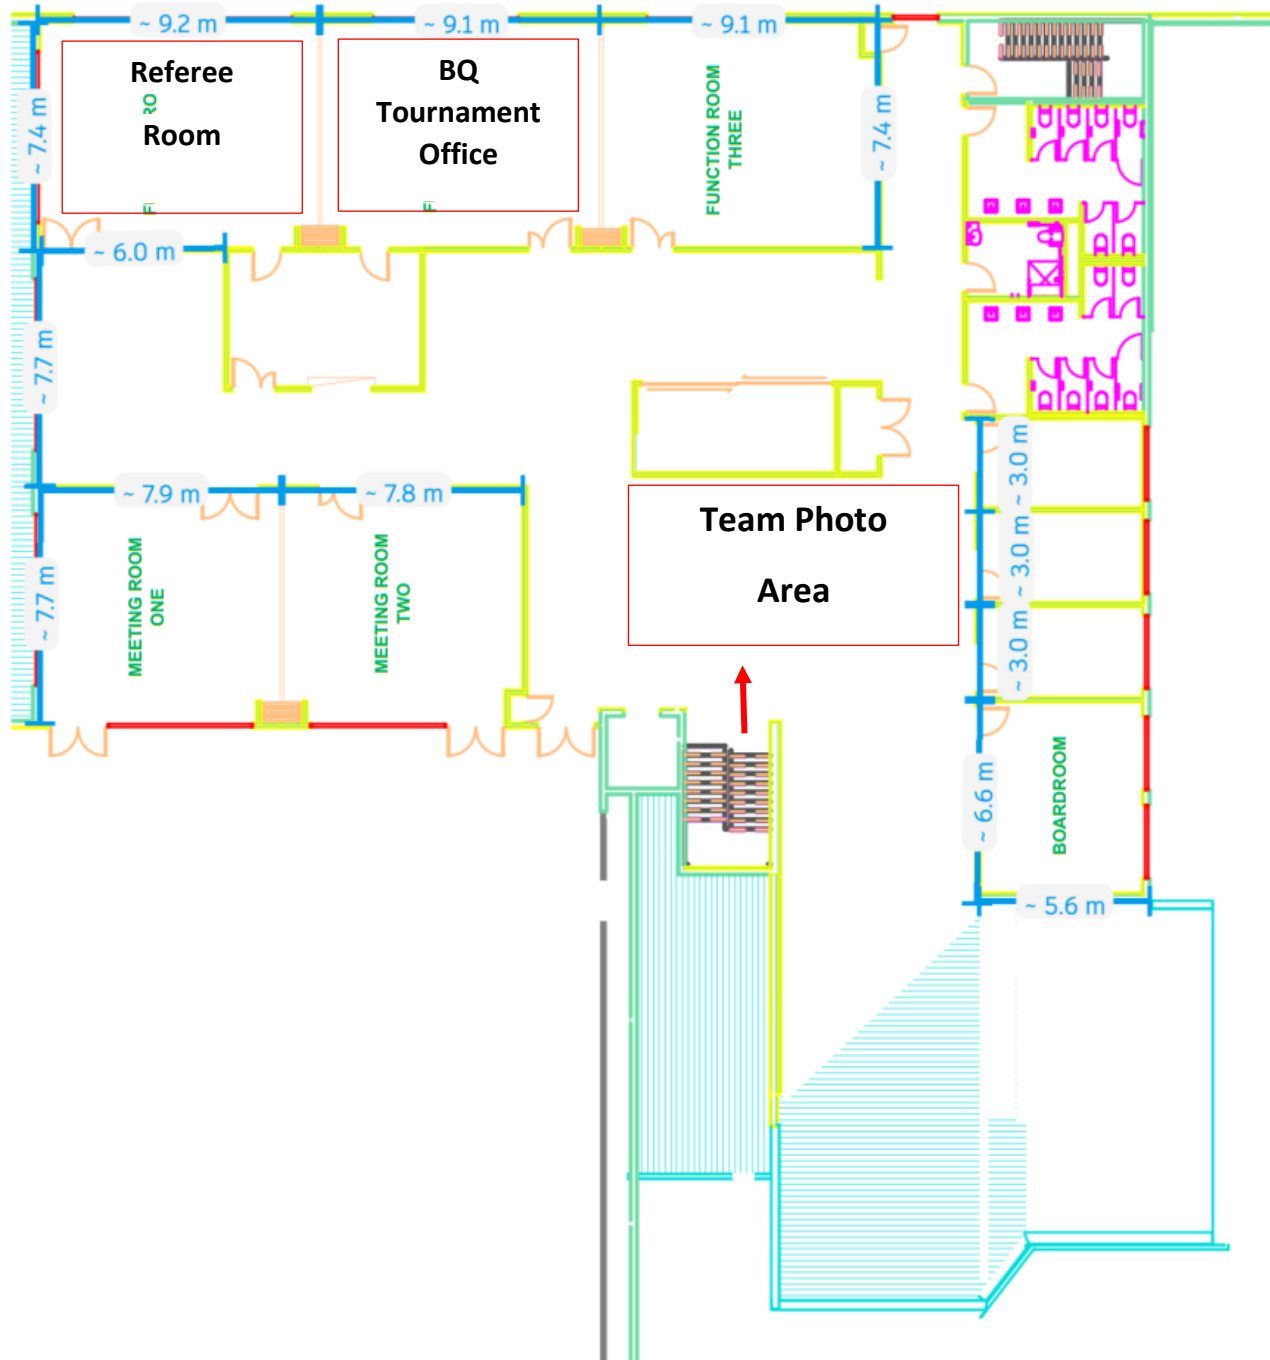 ~ 9.2 m
~ 9.1 m
~ 9.1 m
Referee
Room
RO
BQ
Tournament
Office
FUNCTION ROOM
THREE
~ 7.4 m
~ 7.4 m
~ 6.0 m
~ 7.7 m
~ 7.9 m
~ 7.8 m
~ 3.0 m
~ 3.0 m
~ 3.0 m
Team Photo
Area
MEETING ROOM
ONE
MEETING ROOM
TWO
~ 7.7 m
~ 6.6 m
BOARDROOM
~ 5.6 m